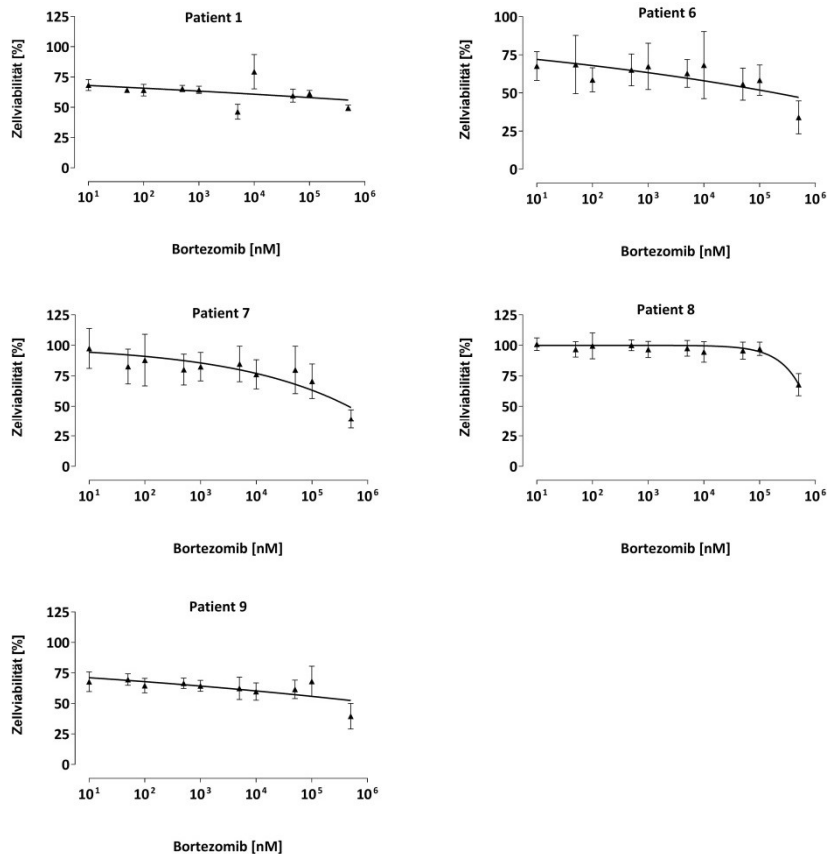 Patient 1
Zellviabilität [%]
125
100
75
50
25
0
10¹ 10² 10³ 10⁴ 10⁵ 10⁶
Bortezomib [nM]
Patient 6
Zellviabilität [%]
100
75
50
25
0
10¹ 10² 10³ 10⁴ 10⁵ 10⁶
Bortezomib [nM]
Patient 7
Zellviabilität [%]
125
100
75
50
25
0
10¹ 10² 10³ 10⁴ 10⁵ 10⁶
Bortezomib [nM]
Patient 8
Zellviabilität [%]
125
100
75
50
25
0
10¹ 10² 10³ 10⁴ 10⁵ 10⁶
Bortezomib [nM]
Patient 9
Zellviabilität [%]
125
100
75
50
25
0
10¹ 10² 10³ 10⁴ 10⁵ 10⁶
Bortezomib [nM]